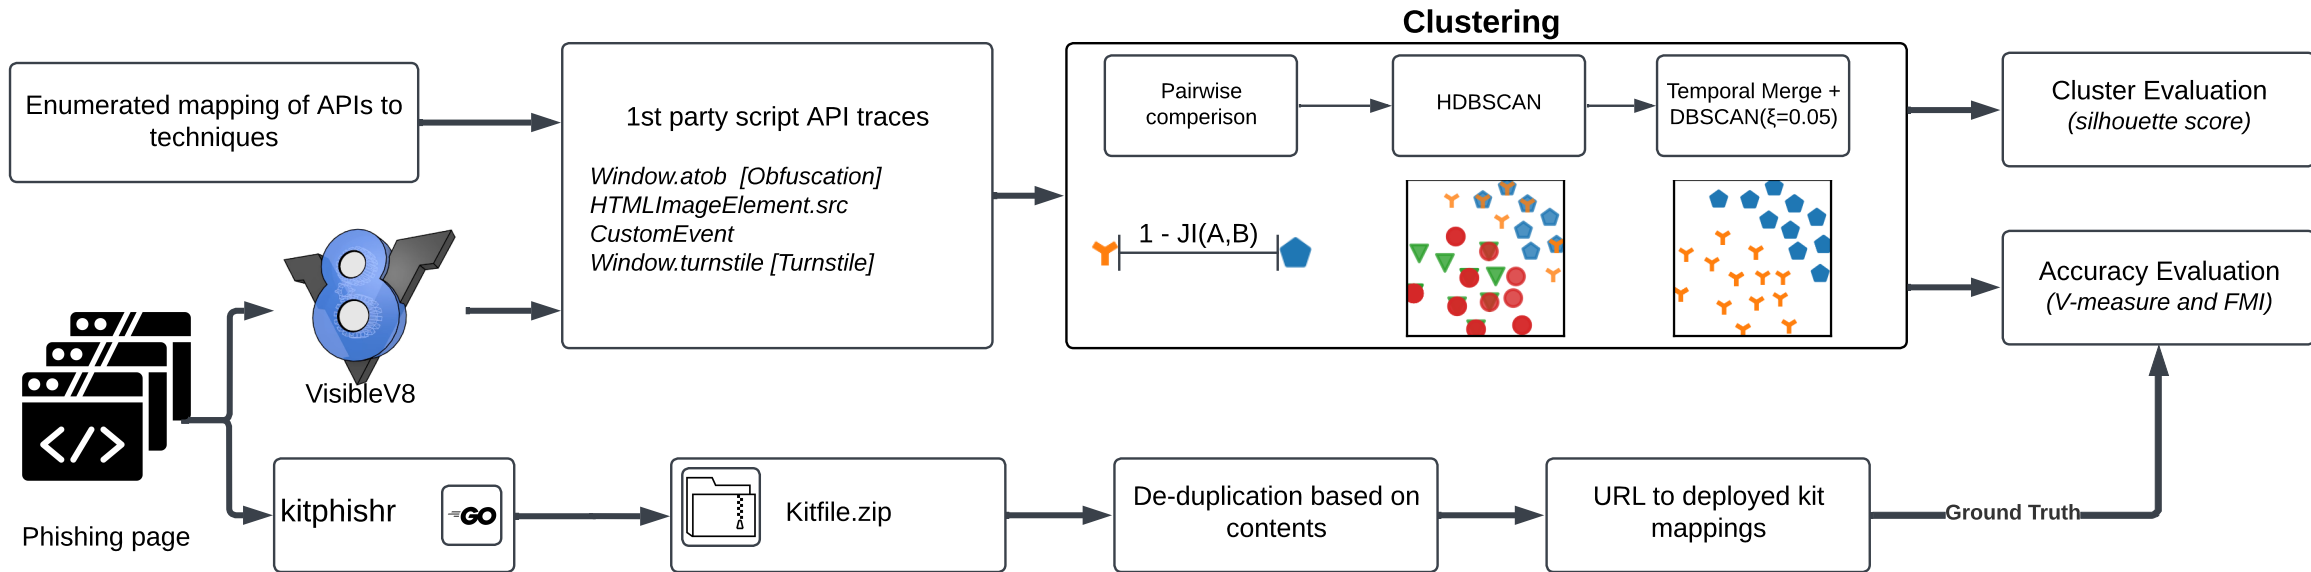 Clustering
Enumerated mapping of APIs to
techniques
1st party script API traces
Window.atob [Obfuscation]
HTMLImageElement.src
CustomEvent
Window.turnstile [Turnstile]
Pairwise
comparison
HDBSCAN
Temporal Merge +
DBSCAN(ξ=0.05)
1 - JI(A,B)
Cluster Evaluation
(silhouette score)
Accuracy Evaluation
(V-measure and FMI)
VisibleV8
</>
Phishing page
kitphishr
GO
Kitfile.zip
De-duplication based on
contents
URL to deployed kit
mappings
Ground Truth